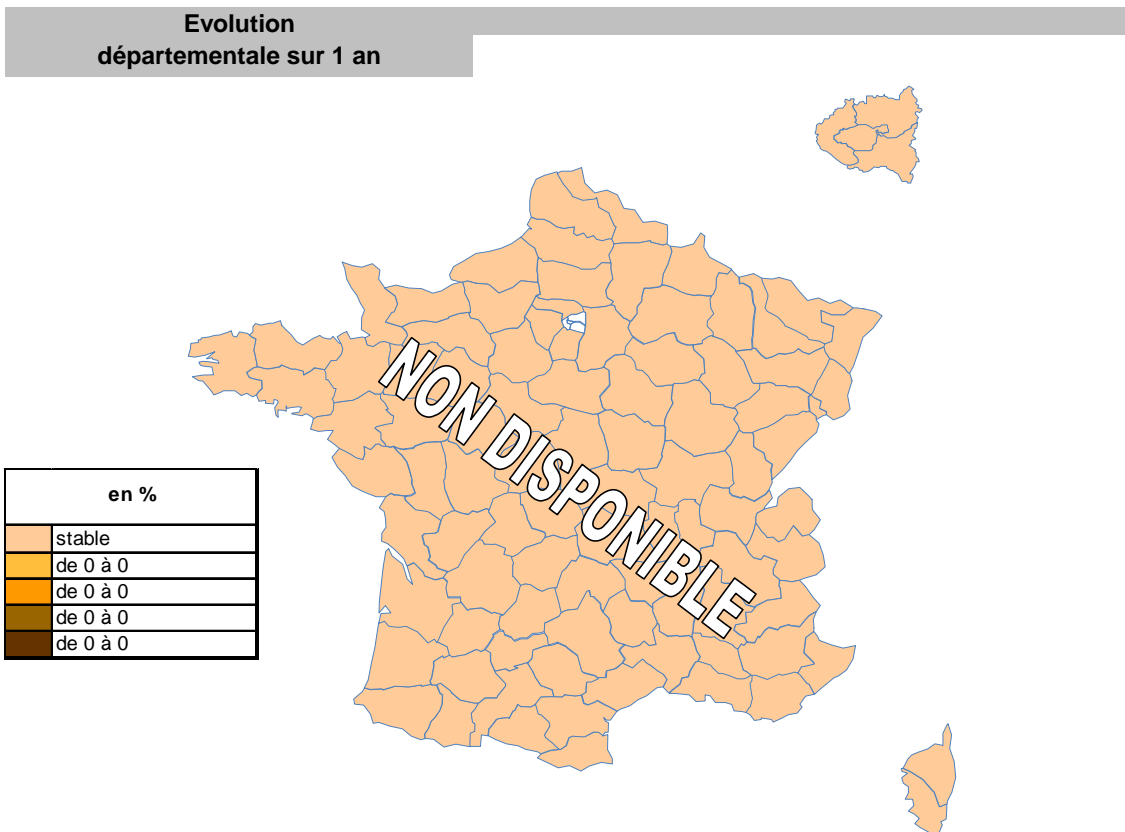 Evolution
départementale sur 1 an
NON DISPONIBLE
en %
stable
de 0 à 0
de 0 à 0
de 0 à 0
de 0 à 0